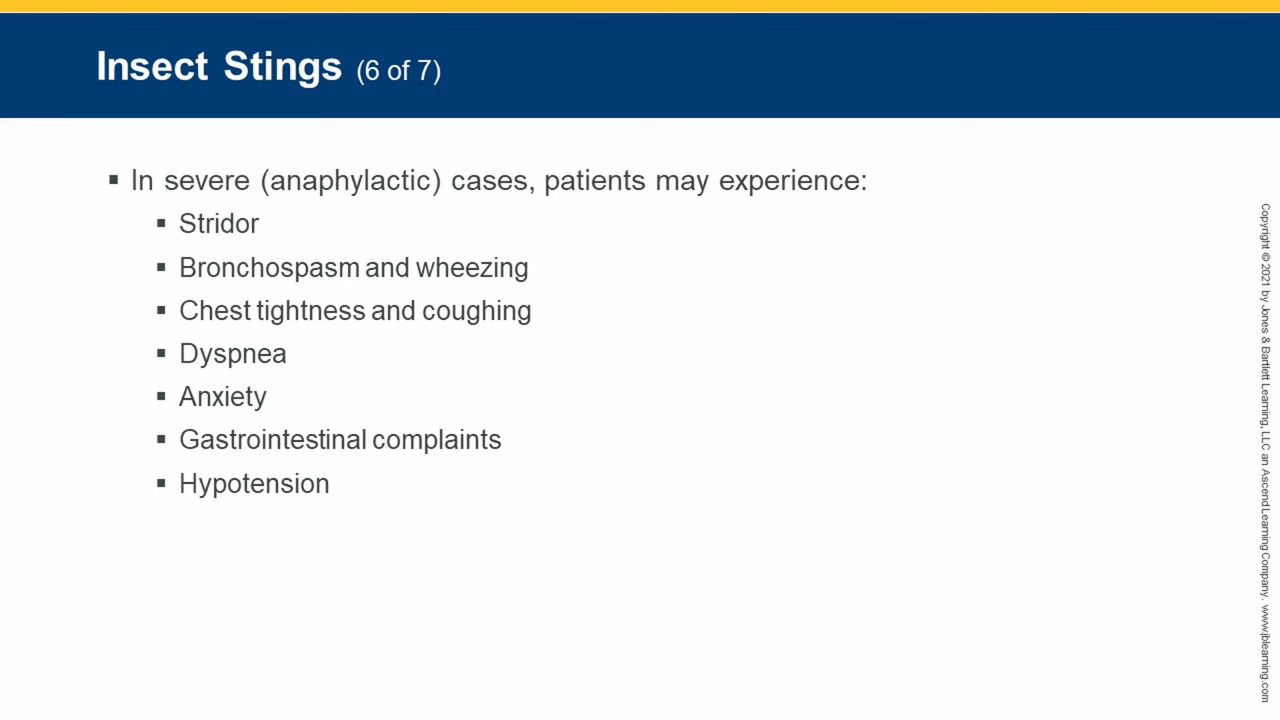 Insect Stings (6 of 7)
▪ In severe (anaphylactic) cases, patients may experience:
▪ Stridor
▪ Bronchospasm and wheezing
▪ Chest tightness and coughing
▪ Dyspnea
▪ Anxiety
▪ Gastrointestinal complaints
▪ Hypotension
Copyright © 2021 by Jones & Bartlett Learning, LLC an Ascend Learning Company. www.jblearning.com